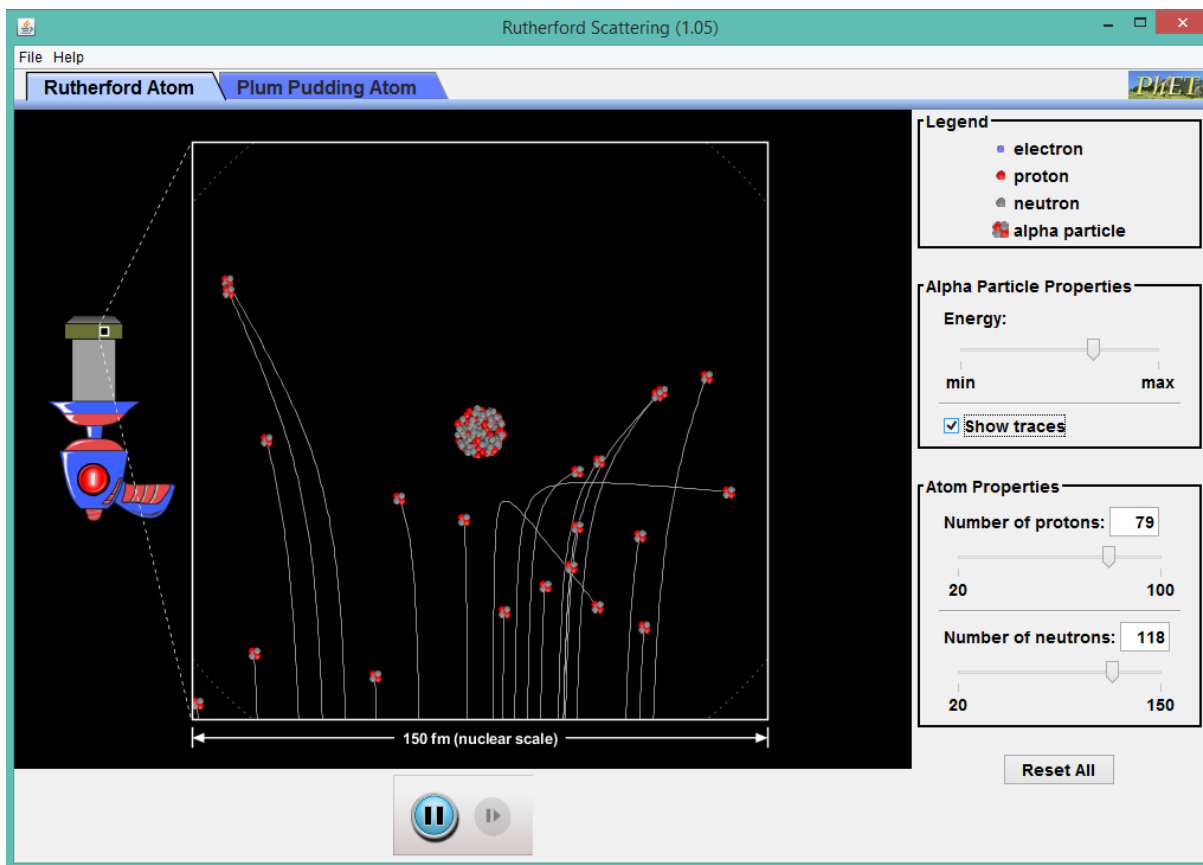 Rutherford Scattering (1.05)
File Help
Rutherford Atom Plum Pudding Atom
PhET
Legend
electron
proton
neutron
alpha particle
Alpha Particle Properties
Energy:
min max
Show traces
Atom Properties
Number of protons: 79
20 100
Number of neutrons: 118
20 150
150 fm (nuclear scale)
Reset All